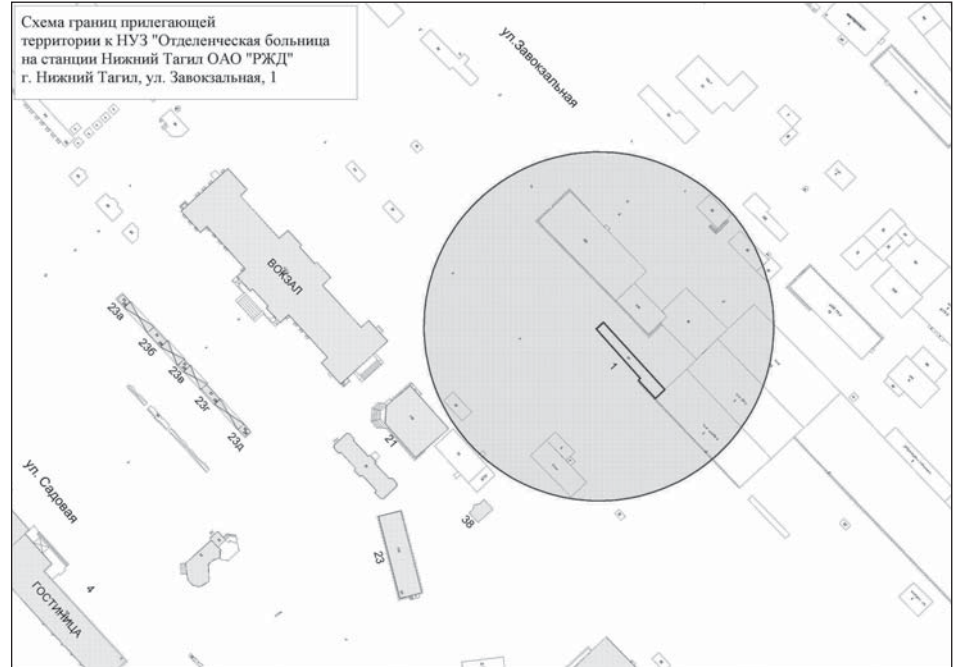 Схема границ прилегающей
территории к НУЗ "Отделенческая больница
на станции Нижний Тагил ОАО "РЖД"
г. Нижний Тагил, ул. Завокзальная, 1
ул.Завокзальная
ВОКЗАЛ
23а
23б
23в
23г
23д
1
21
38
23
ул. Садовая
4
ГОСТИНИЦА